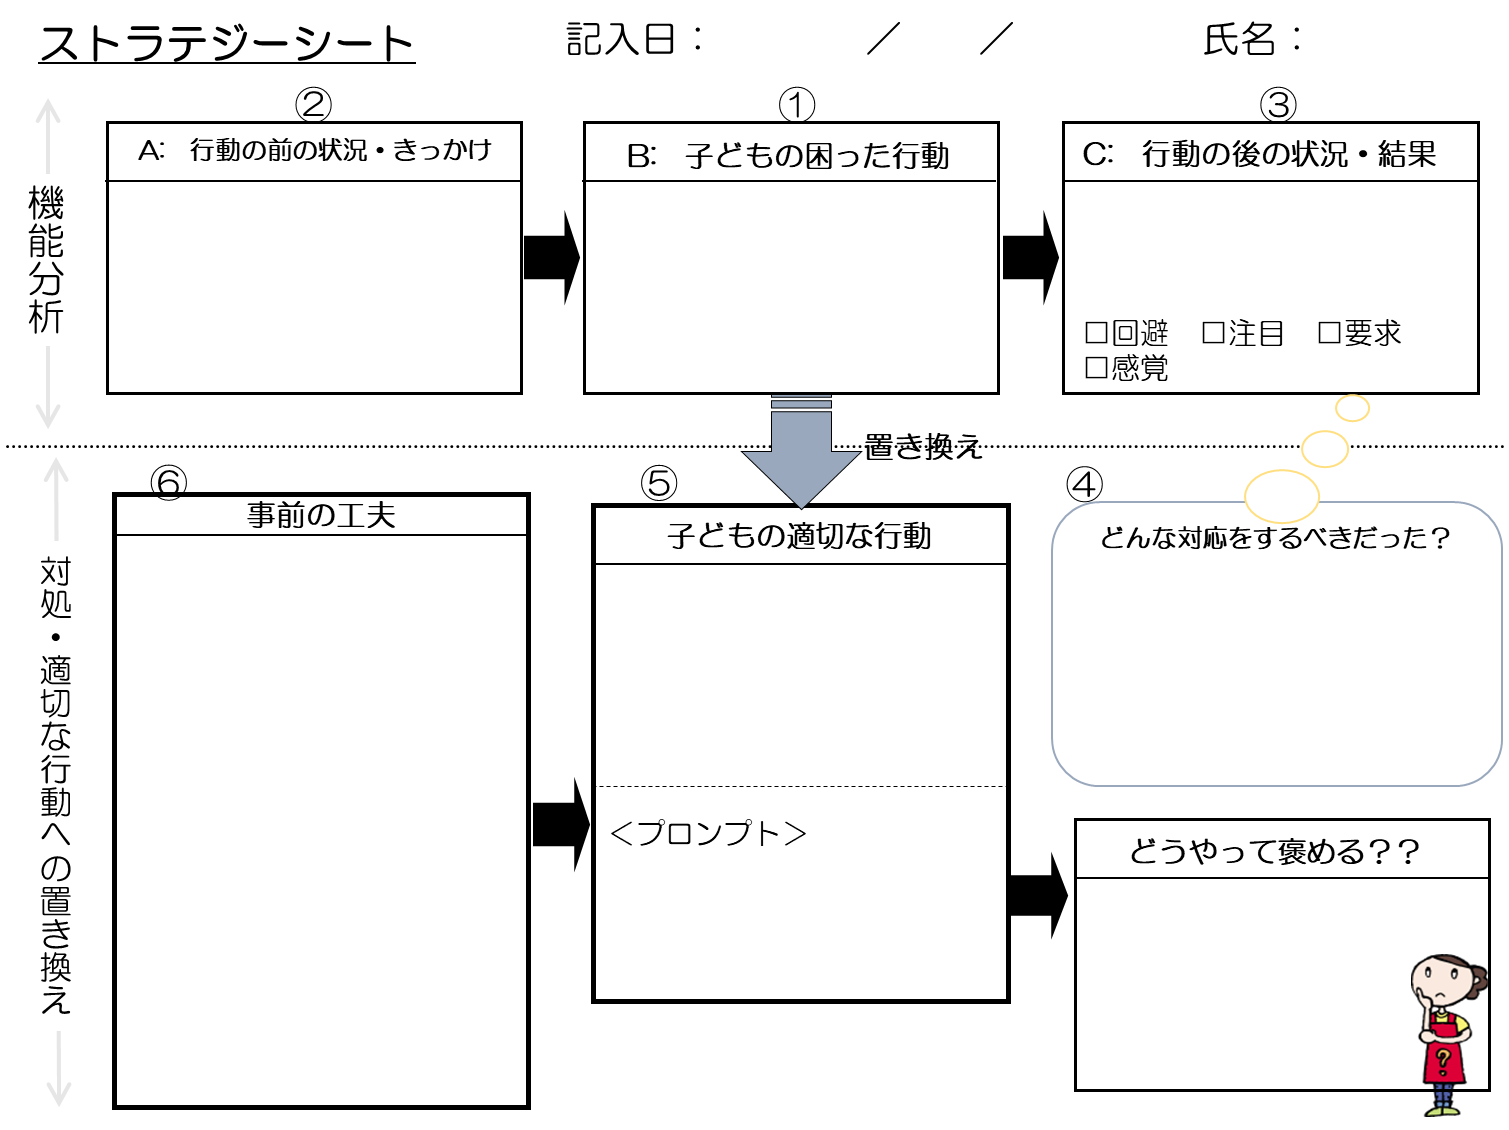 ストラテジーシート
記入日： ／ ／
氏名：
機能分析
②
A: 行動の前の状況・きっかけ
①
B: 子どもの困った行動
③
C: 行動の後の状況・結果
□回避 □注目 □要求
□感覚
置き換え
対処・適切な行動への置き換え
⑥
事前の工夫
⑤
子どもの適切な行動
＜プロンプト＞
④
どんな対応をするべきだった？
どうやって褒める？？
?